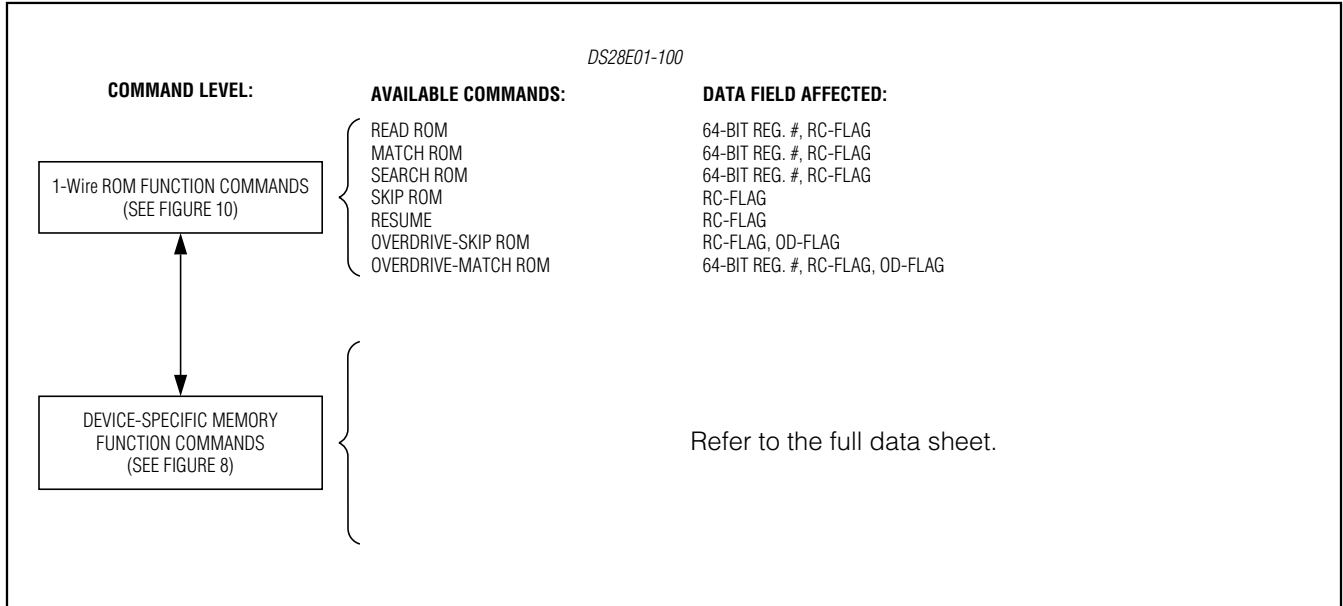 DS28E01-100
COMMAND LEVEL:
AVAILABLE COMMANDS:
DATA FIELD AFFECTED:
1-Wire ROM FUNCTION COMMANDS
(SEE FIGURE 10)
READ ROM
64-BIT REG. #, RC-FLAG
MATCH ROM
64-BIT REG. #, RC-FLAG
SEARCH ROM
64-BIT REG. #, RC-FLAG
SKIP ROM
RC-FLAG
RESUME
RC-FLAG
OVERDRIVE-SKIP ROM
RC-FLAG, OD-FLAG
OVERDRIVE-MATCH ROM
64-BIT REG. #, RC-FLAG, OD-FLAG
DEVICE-SPECIFIC MEMORY
FUNCTION COMMANDS
(SEE FIGURE 8)
Refer to the full data sheet.